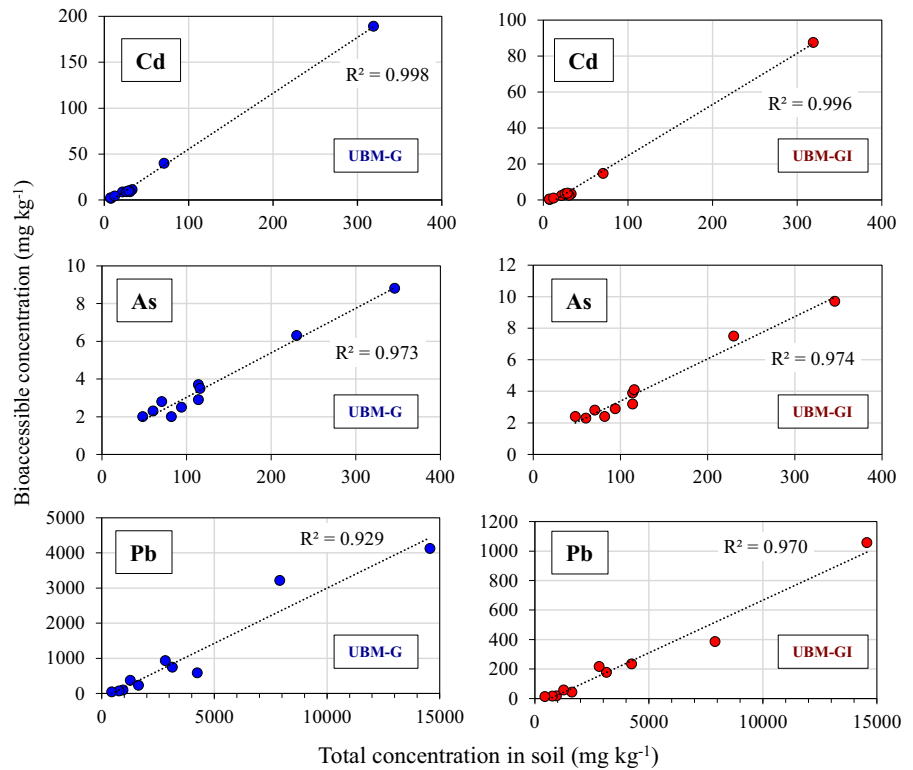 Bioaccessible concentration (mg kg⁻¹)
200
150
100
50
0
Cd
R² = 0.998
UBM-G
0 100 200 300 400
100
80
60
40
20
0
Cd
R² = 0.996
UBM-GI
0 100 200 300 400
10
8
6
4
2
0
As
R² = 0.973
UBM-G
0 100 200 300 400
12
10
8
6
4
2
0
As
R² = 0.974
UBM-GI
0 100 200 300 400
5000
4000
3000
2000
1000
0
Pb
R² = 0.929
UBM-G
0 5000 10000 15000
1200
1000
800
600
400
200
0
Pb
R² = 0.970
UBM-GI
0 5000 10000 15000
Total concentration in soil (mg kg⁻¹)